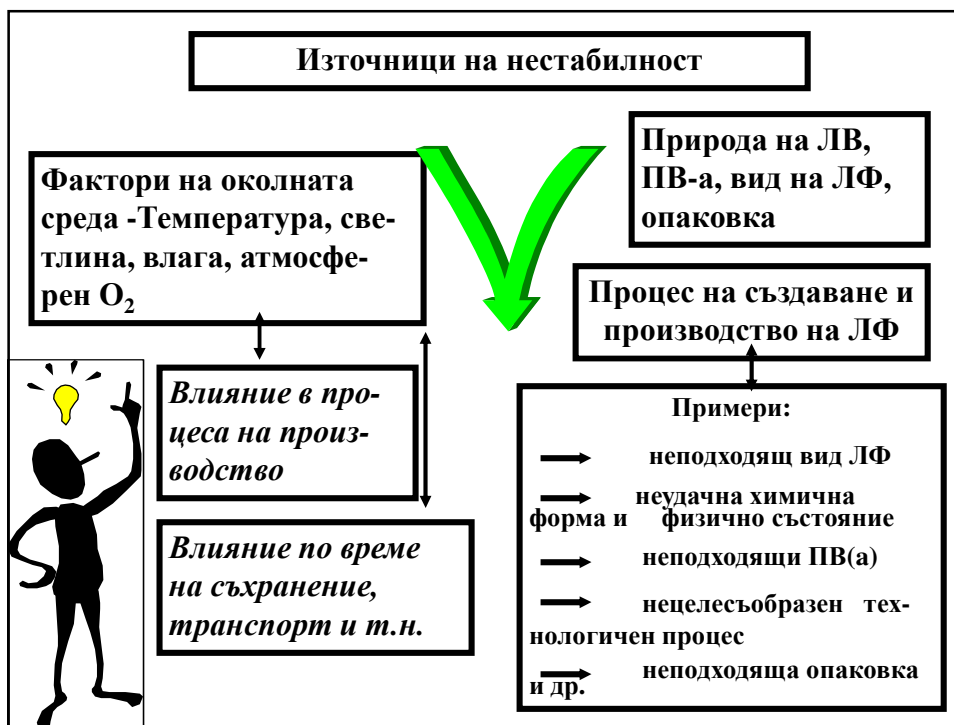 Източници на нестабилност
Фактори на околната
среда -Температура, све-
тлина, влага, атмосфе-
рен O₂
Влияние в про-
цеса на произ-
водство
Влияние по време
на съхранение,
транспорт и т.н.
Природа на ЛВ,
ПВ-а, вид на ЛФ,
опаковка
Процес на създаване и
производство на ЛФ
Примери:
неподходящ вид ЛФ
неудачна химична
форма и физично състояние
неподходящи ПВ(а)
нецелесъобразен тех-
нологичен процес
неподходяща опаковка
и др.